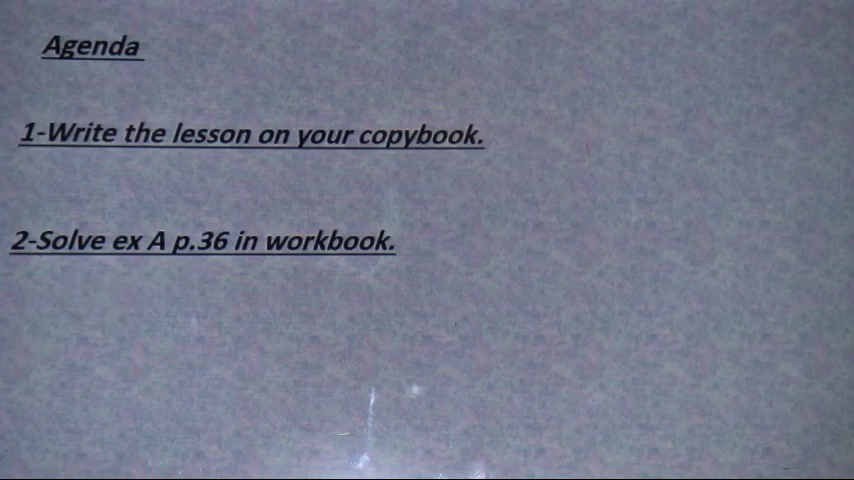 Agenda
1-Write the lesson on your copybook.
2-Solve ex A p.36 in workbook.